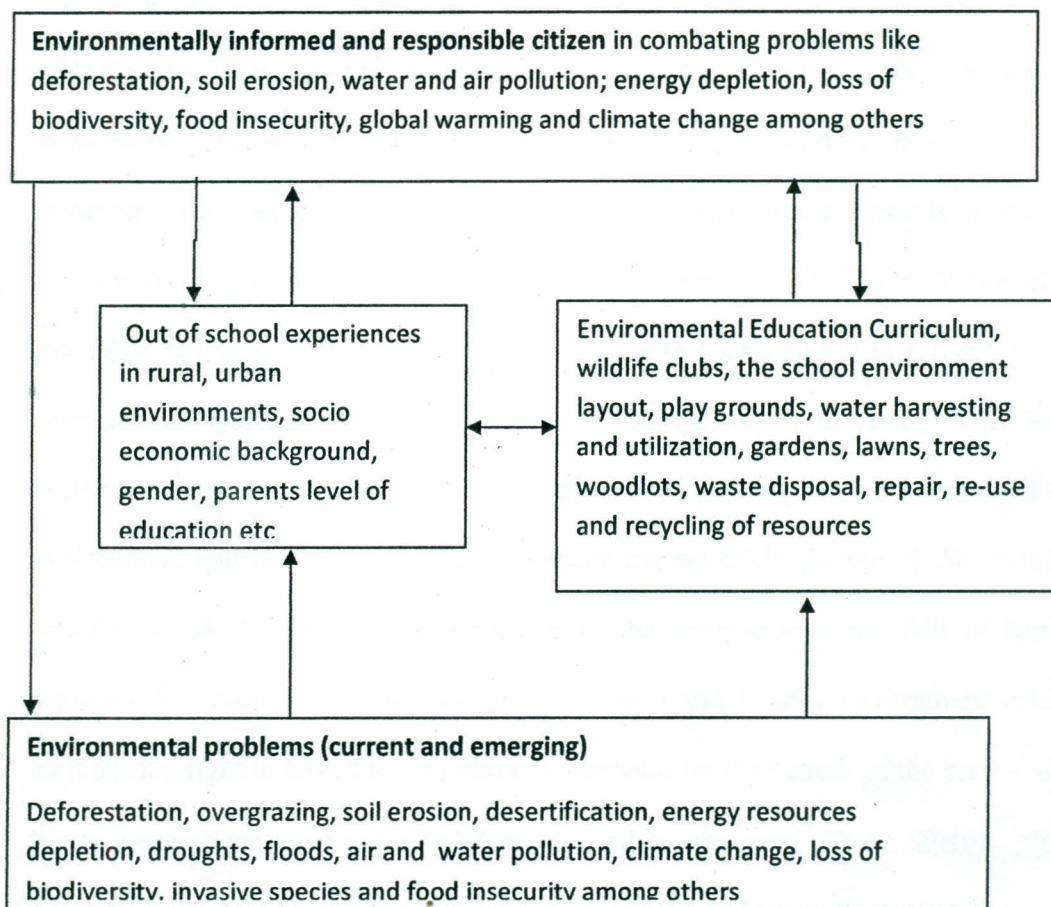 Environmentally informed and responsible citizen in combating problems like
deforestation, soil erosion, water and air pollution; energy depletion, loss of
biodiversity, food insecurity, global warming and climate change among others
Out of school experiences
in rural, urban
environments, socio
economic background,
gender, parents level of
education etc
Environmental Education Curriculum,
wildlife clubs, the school environment
layout, play grounds, water harvesting
and utilization, gardens, lawns, trees,
woodlots, waste disposal, repair, re-use
and recycling of resources
Environmental problems (current and emerging)
Deforestation, overgrazing, soil erosion, desertification, energy resources
depletion, droughts, floods, air and water pollution, climate change, loss of
biodiversity, invasive species and food insecurity among others